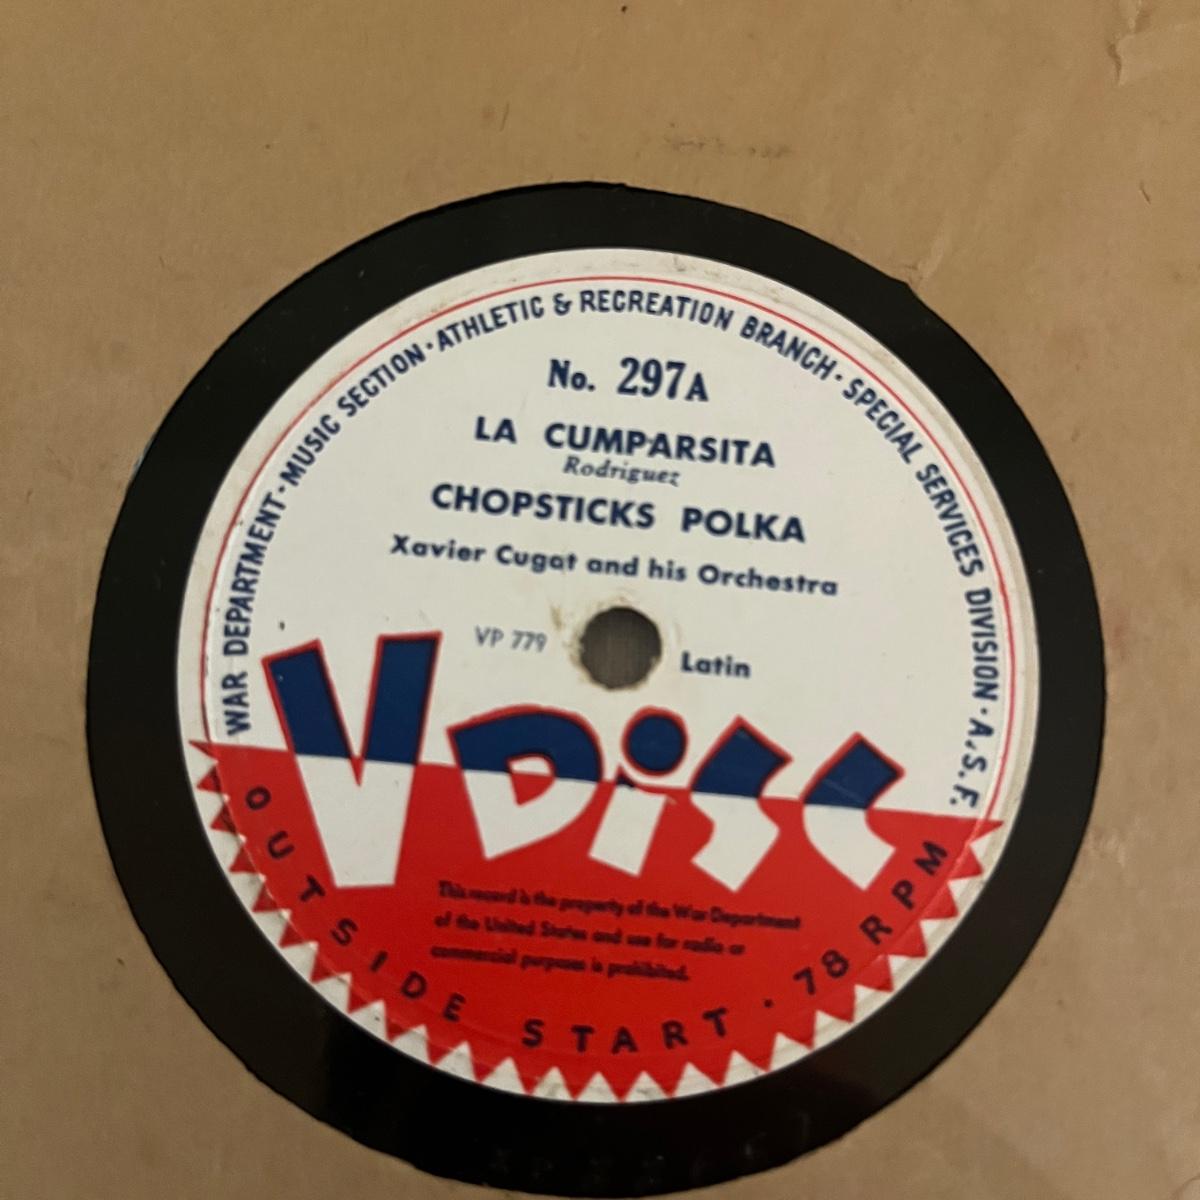 WAR DEPARTMENT · MUSIC SECTION · ATHLETIC & RECREATION BRANCH · SPECIAL SERVICES DIVISION · A.S.F.
No. 297A
LA CUMPARSITA
Rodriguez
CHOPSTICKS POLKA
Xavier Cugat and his Orchestra
VP 779 Latin
V DISC
This record is the property of the War Department
of the United States and use for radio or
commercial purposes is prohibited.
OUTSIDE START · 78 RPM